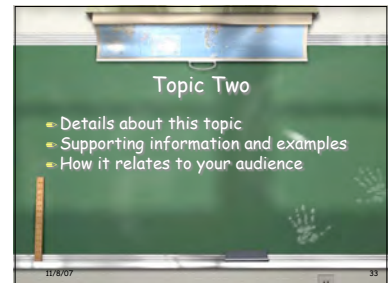 Topic Two
Details about this topic
Supporting information and examples
How it relates to your audience
11/8/07
33